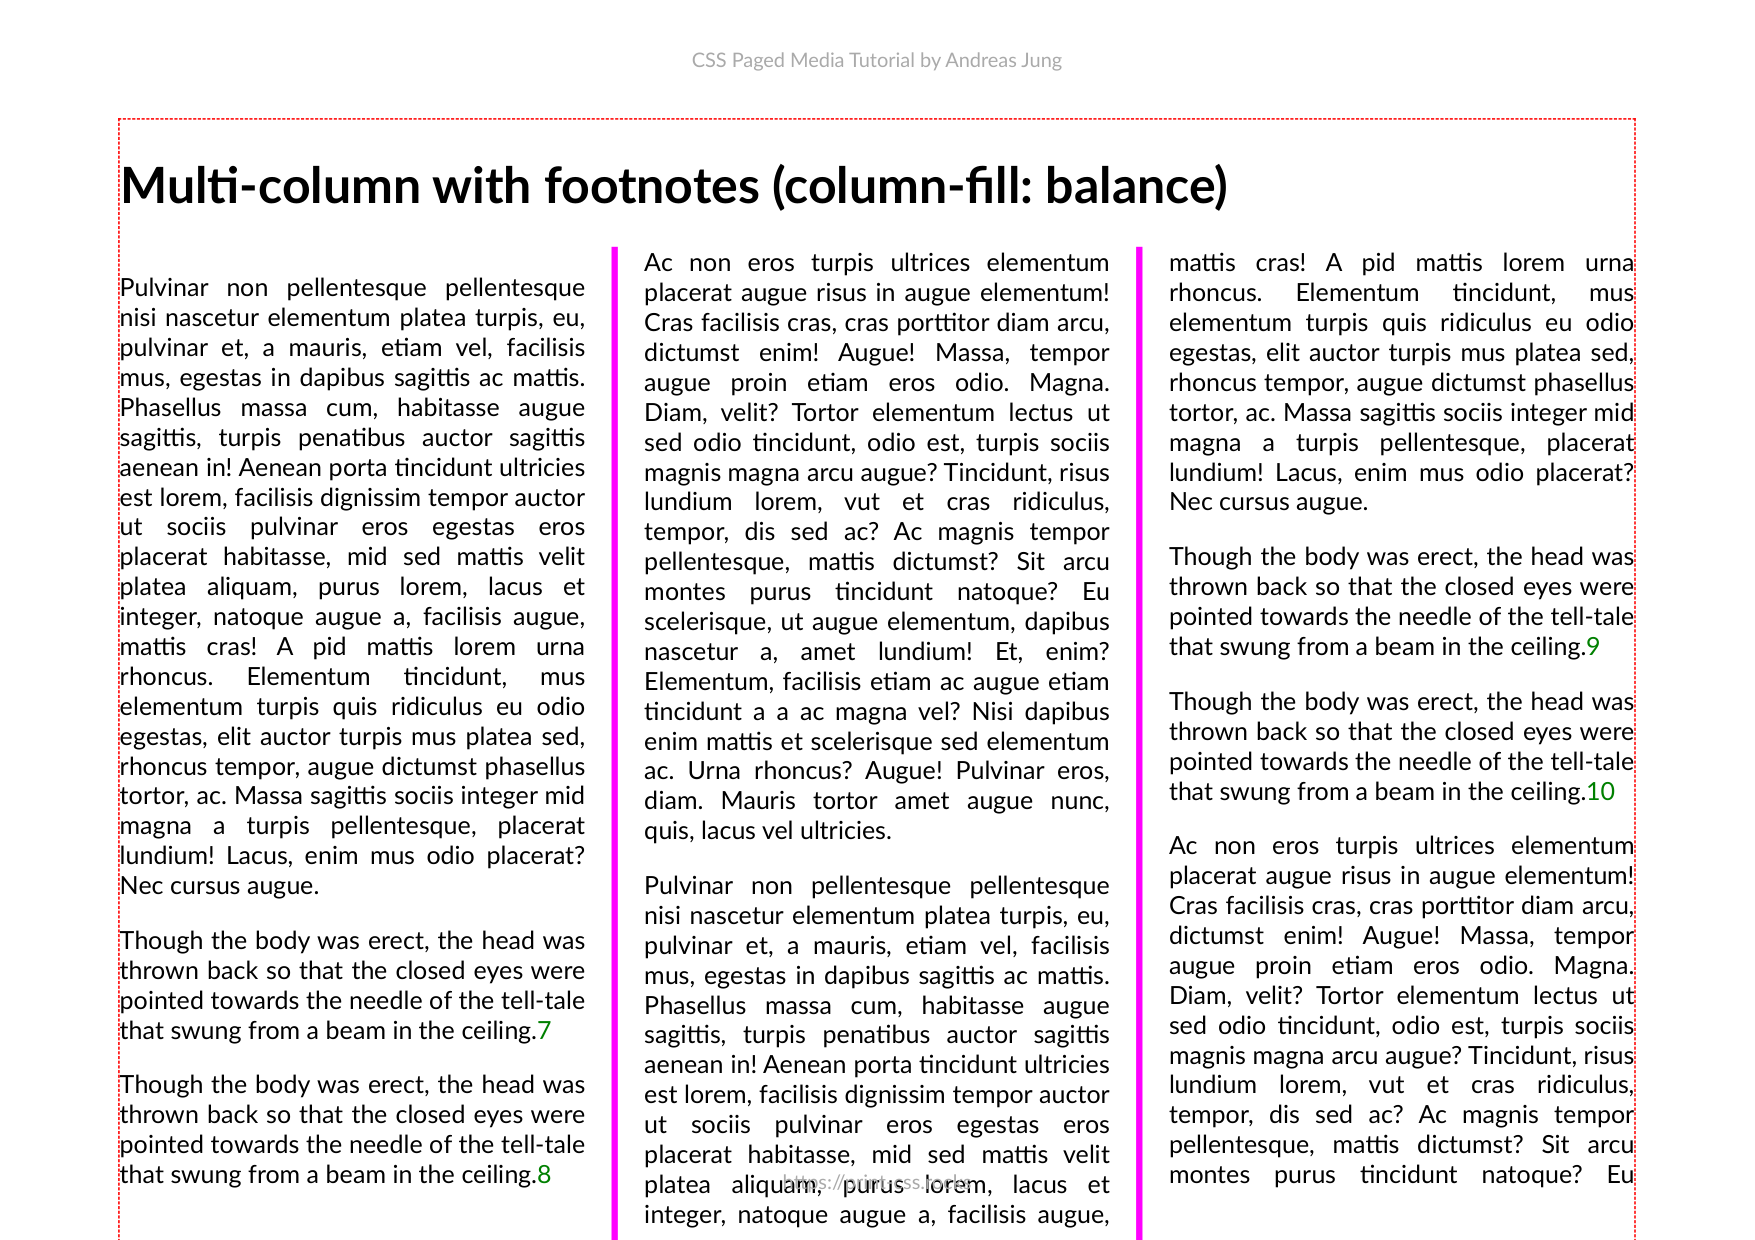 CSS Paged Media Tutorial by Andreas Jung
Multi-column with footnotes (column-fill: balance)
Pulvinar non pellentesque pellentesque
nisi nascetur elementum platea turpis, eu,
pulvinar et, a mauris, etiam vel, facilisis
mus, egestas in dapibus sagittis ac mattis.
Phasellus massa cum, habitasse augue
sagittis, turpis penatibus auctor sagittis
aenean in! Aenean porta tincidunt ultricies
est lorem, facilisis dignissim tempor auctor
ut sociis pulvinar eros egestas eros
placerat habitasse, mid sed mattis velit
platea aliquam, purus lorem, lacus et
integer, natoque augue a, facilisis augue,
mattis cras! A pid mattis lorem urna
rhoncus. Elementum tincidunt, mus
elementum turpis quis ridiculus eu odio
egestas, elit auctor turpis mus platea sed,
rhoncus tempor, augue dictumst phasellus
tortor, ac. Massa sagittis sociis integer mid
magna a turpis pellentesque, placerat
lundium! Lacus, enim mus odio placerat?
Nec cursus augue.
Though the body was erect, the head was
thrown back so that the closed eyes were
pointed towards the needle of the tell-tale
that swung from a beam in the ceiling.7
Though the body was erect, the head was
thrown back so that the closed eyes were
pointed towards the needle of the tell-tale
that swung from a beam in the ceiling.8
Ac non eros turpis ultrices elementum
placerat augue risus in augue elementum!
Cras facilisis cras, cras porttitor diam arcu,
dictumst enim! Augue! Massa, tempor
augue proin etiam eros odio. Magna.
Diam, velit? Tortor elementum lectus ut
sed odio tincidunt, odio est, turpis sociis
magnis magna arcu augue? Tincidunt, risus
lundium lorem, vut et cras ridiculus,
tempor, dis sed ac? Ac magnis tempor
pellentesque, mattis dictumst? Sit arcu
montes purus tincidunt natoque? Eu
scelerisque, ut augue elementum, dapibus
nascetur a, amet lundium! Et, enim?
Elementum, facilisis etiam ac augue etiam
tincidunt a a ac magna vel? Nisi dapibus
enim mattis et scelerisque sed elementum
ac. Urna rhoncus? Augue! Pulvinar eros,
diam. Mauris tortor amet augue nunc,
quis, lacus vel ultricies.
Pulvinar non pellentesque pellentesque
nisi nascetur elementum platea turpis, eu,
pulvinar et, a mauris, etiam vel, facilisis
mus, egestas in dapibus sagittis ac mattis.
Phasellus massa cum, habitasse augue
sagittis, turpis penatibus auctor sagittis
aenean in! Aenean porta tincidunt ultricies
est lorem, facilisis dignissim tempor auctor
ut sociis pulvinar eros egestas eros
placerat habitasse, mid sed mattis velit
platea aliquam, purus lorem, lacus et
integer, natoque augue a, facilisis augue,
mattis cras! A pid mattis lorem urna
rhoncus. Elementum tincidunt, mus
elementum turpis quis ridiculus eu odio
egestas, elit auctor turpis mus platea sed,
rhoncus tempor, augue dictumst phasellus
tortor, ac. Massa sagittis sociis integer mid
magna a turpis pellentesque, placerat
lundium! Lacus, enim mus odio placerat?
Nec cursus augue.
Though the body was erect, the head was
thrown back so that the closed eyes were
pointed towards the needle of the tell-tale
that swung from a beam in the ceiling.9
Though the body was erect, the head was
thrown back so that the closed eyes were
pointed towards the needle of the tell-tale
that swung from a beam in the ceiling.10
Ac non eros turpis ultrices elementum
placerat augue risus in augue elementum!
Cras facilisis cras, cras porttitor diam arcu,
dictumst enim! Augue! Massa, tempor
augue proin etiam eros odio. Magna.
Diam, velit? Tortor elementum lectus ut
sed odio tincidunt, odio est, turpis sociis
magnis magna arcu augue? Tincidunt, risus
lundium lorem, vut et cras ridiculus,
tempor, dis sed ac? Ac magnis tempor
pellentesque, mattis dictumst? Sit arcu
montes purus tincidunt natoque? Eu
https://print-css.rocks